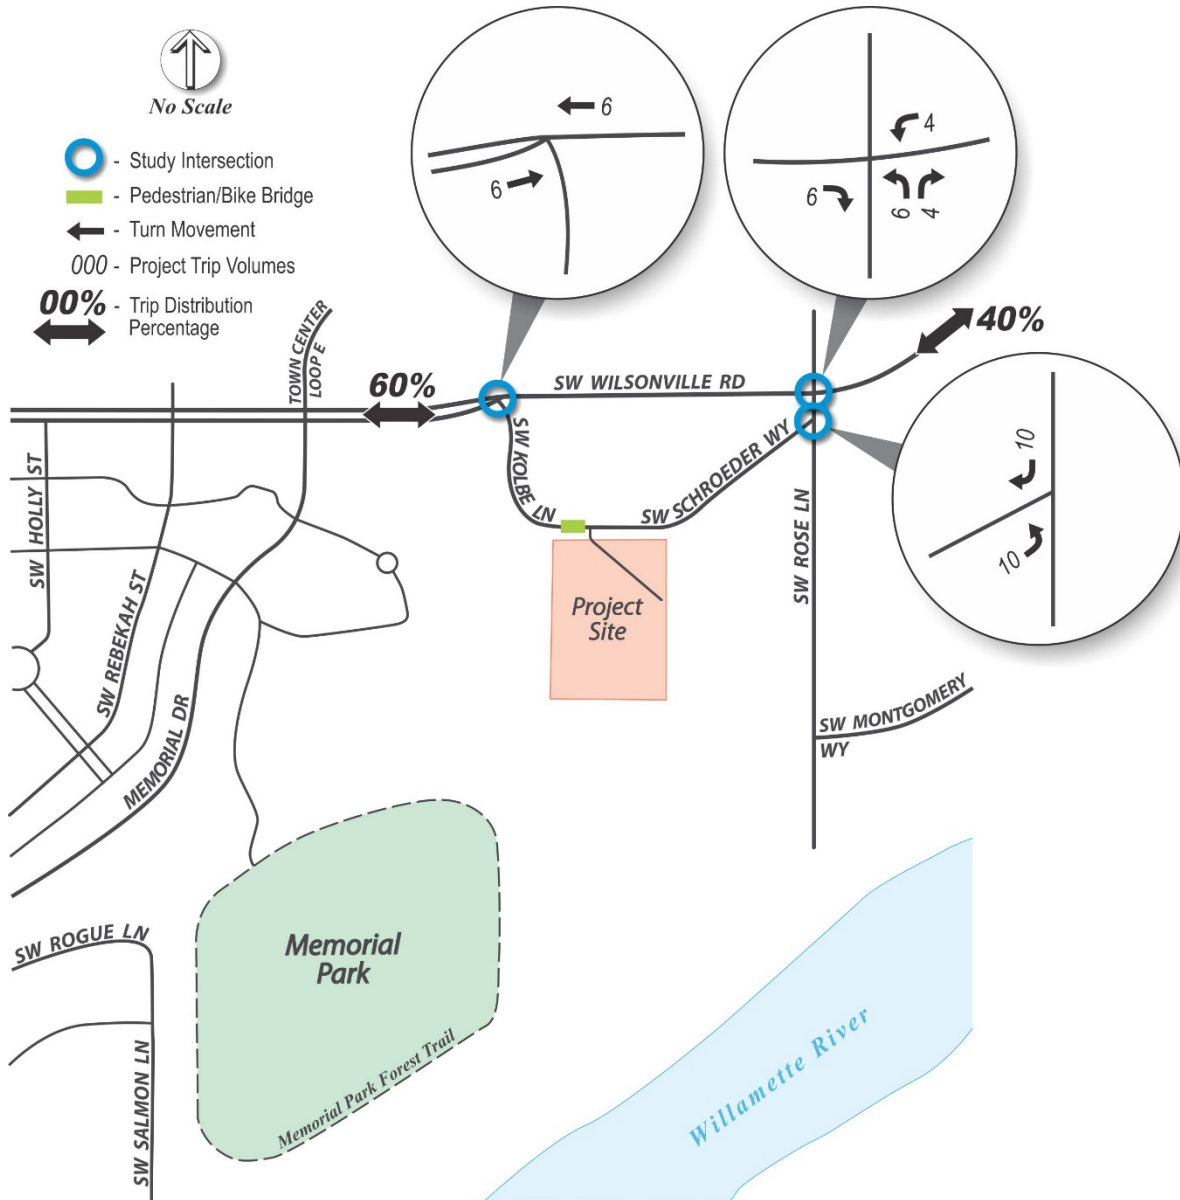 No Scale
- Study Intersection
- Pedestrian/Bike Bridge
- Turn Movement
000 - Project Trip Volumes
00% - Trip Distribution
Percentage
6
6
4
6
6
4
10
10
40%
60%
TOWN CENTER
LOOP E
SW WILSONVILLE RD
SW KOLBE LN
SW SCHROEDER WY
SW ROSE LN
SW HOLLY ST
SW REBEKAH ST
MEMORIAL DR
Project
Site
SW MONTGOMERY
WY
SW ROGUE LN
SW SALMON LN
Memorial
Park
Memorial Park Forest Trail
Willamette River